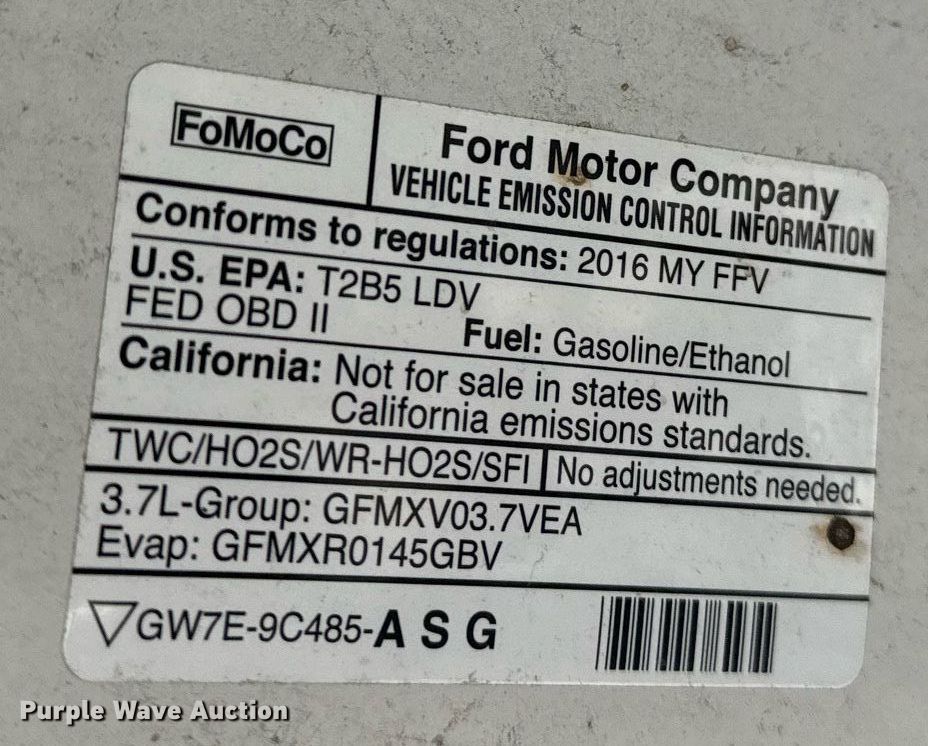 FoMoCo
Ford Motor Company
VEHICLE EMISSION CONTROL INFORMATION
Conforms to regulations: 2016 MY FFV
U.S. EPA: T2B5 LDV
FED OBD II
Fuel: Gasoline/Ethanol
California: Not for sale in states with
California emissions standards.
TWC/HO2S/WR-HO2S/SFI
No adjustments needed.
3.7L-Group: GFMXV03.7VEA
Evap: GFMXR0145GBV
GW7E-9C485-A S G
Purple Wave Auction